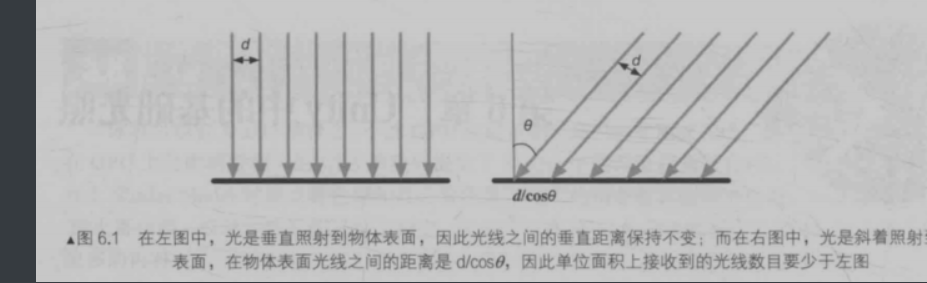 d
d
θ
d/cosθ
▲图 6.1 在左图中，光是垂直照射到物体表面，因此光线之间的垂直距离保持不变；而在右图中，光是斜着照射
表面，在物体表面光线之间的距离是 d/cosθ，因此单位面积上接收到的光线数目要少于左图